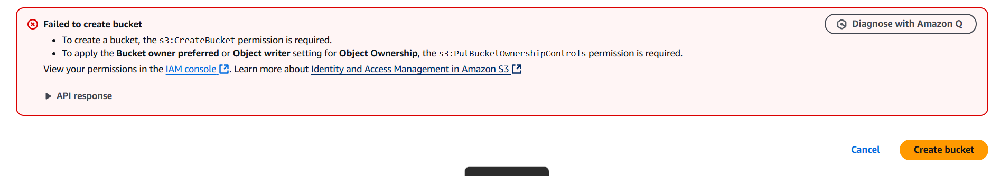 Failed to create bucket
Diagnose with Amazon Q
• To create a bucket, the s3:CreateBucket permission is required.
• To apply the Bucket owner preferred or Object writer setting for Object Ownership, the s3:PutBucketOwnershipControls permission is required.
View your permissions in the IAM console. Learn more about Identity and Access Management in Amazon S3
API response
Cancel
Create bucket